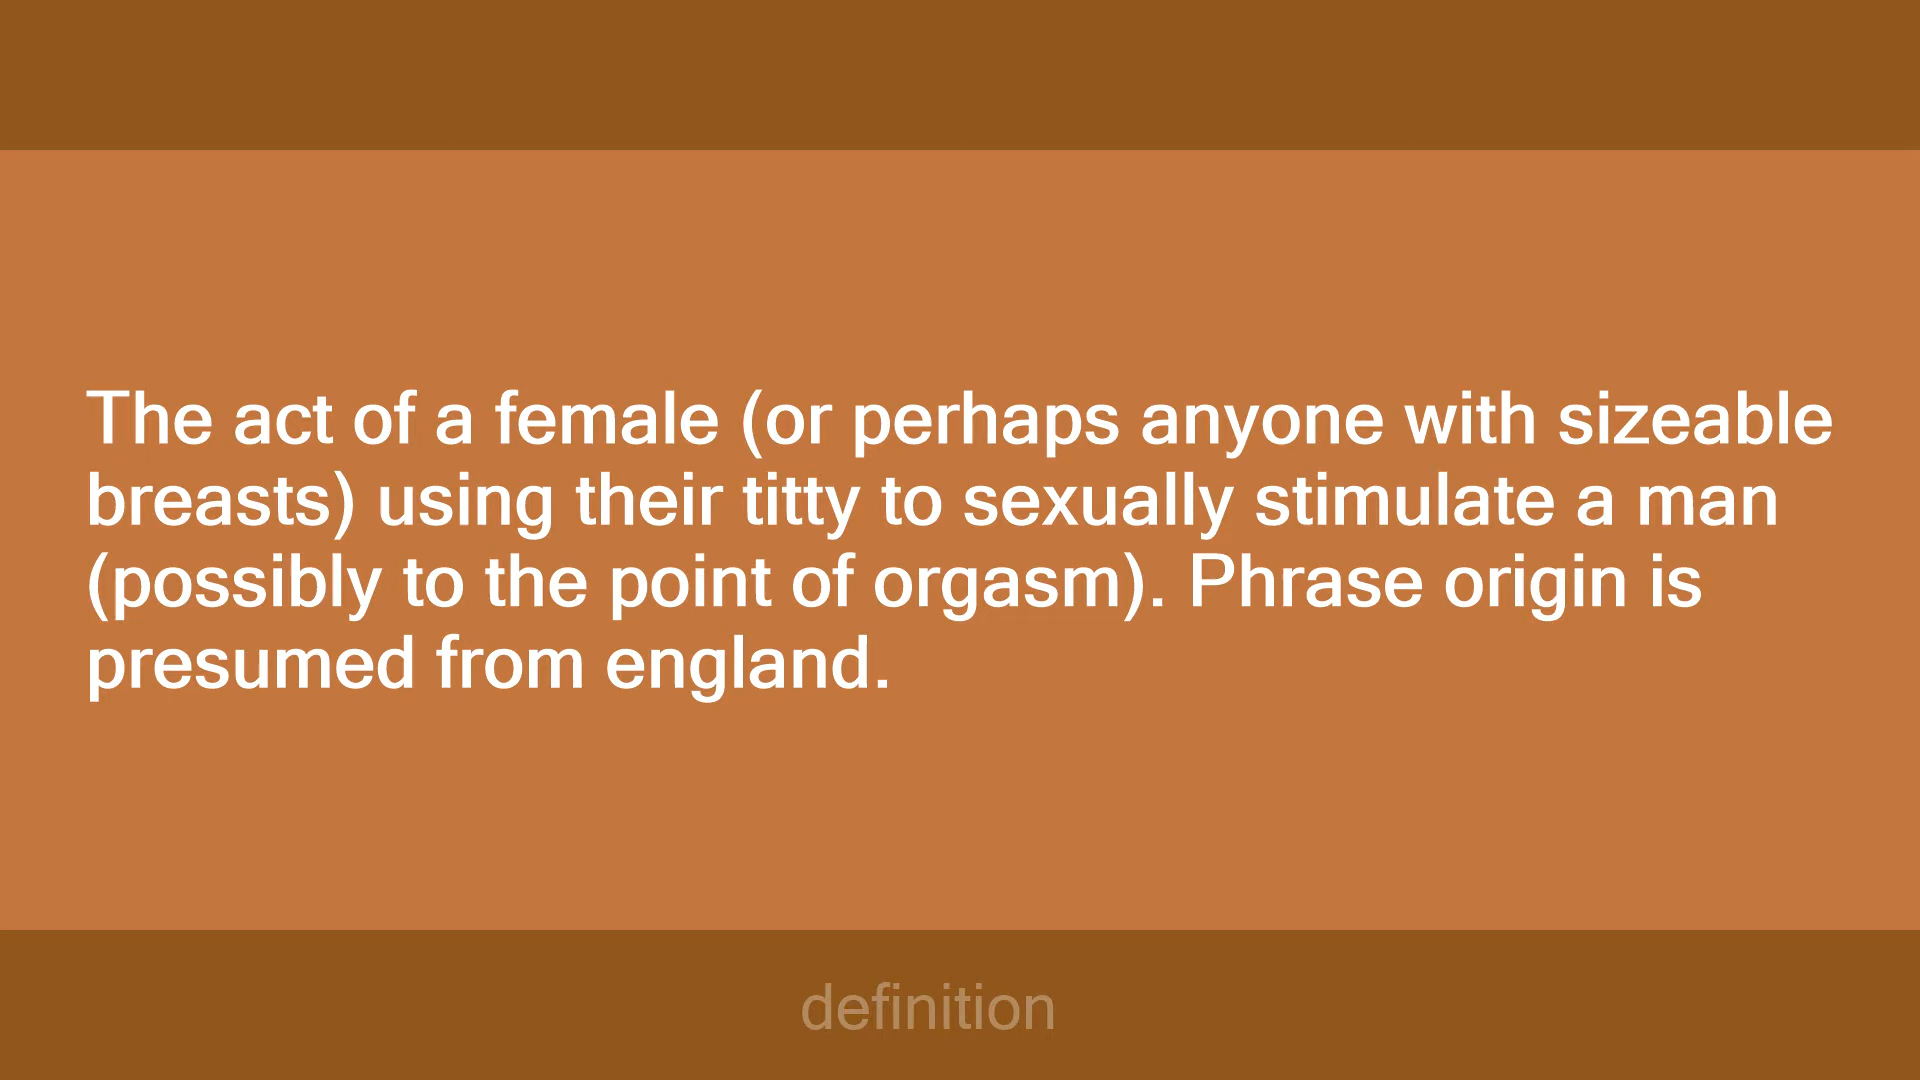 The act of a female (or perhaps anyone with sizeable
breasts) using their titty to sexually stimulate a man
(possibly to the point of orgasm). Phrase origin is
presumed from england.
definition